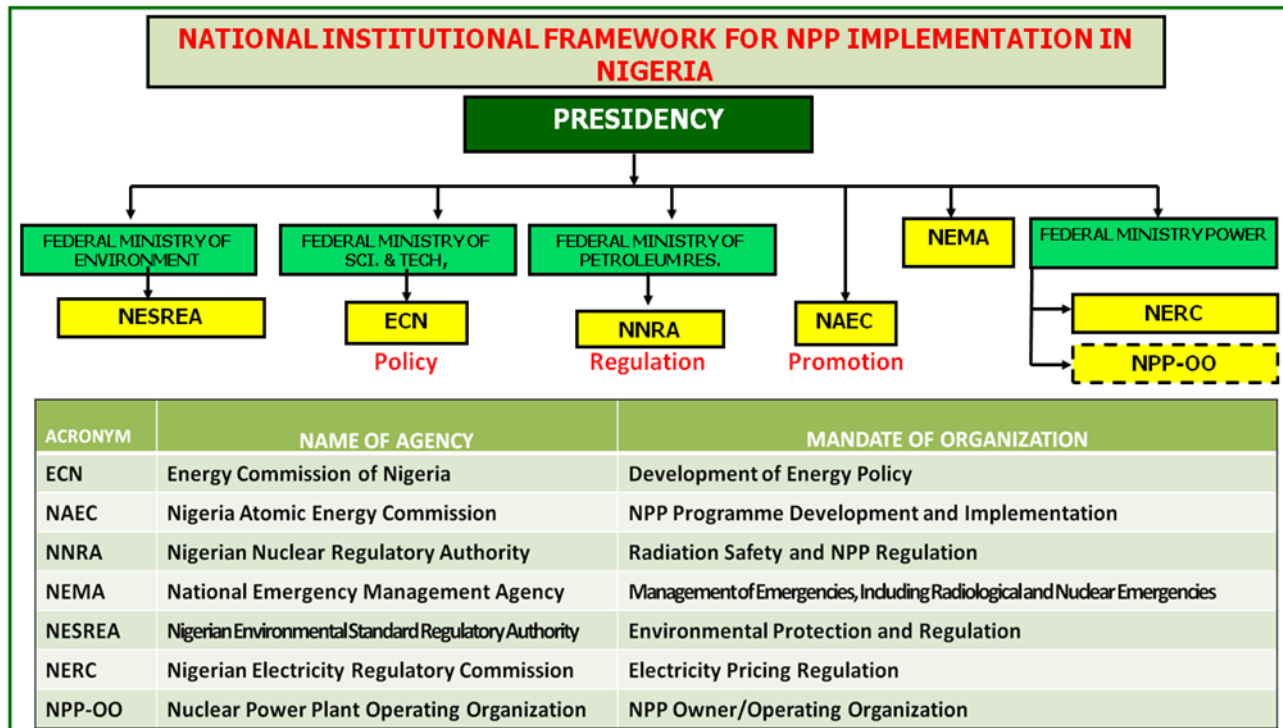 NATIONAL INSTITUTIONAL FRAMEWORK FOR NPP IMPLEMENTATION IN
NIGERIA
PRESIDENCY
FEDERAL MINISTRY OF
ENVIRONMENT
FEDERAL MINISTRY OF
SCI. & TECH,
FEDERAL MINISTRY OF
PETROLEUM RES.
NEMA
FEDERAL MINISTRY POWER
NESREA
ECN
Policy
NNRA
Regulation
NAEC
Promotion
NERC
NPP-OO
ACRONYM NAME OF AGENCY MANDATE OF ORGANIZATION
ECN Energy Commission of Nigeria Development of Energy Policy
NAEC Nigeria Atomic Energy Commission NPP Programme Development and Implementation
NNRA Nigerian Nuclear Regulatory Authority Radiation Safety and NPP Regulation
NEMA National Emergency Management Agency Management of Emergencies, Including Radiological and Nuclear Emergencies
NESREA Nigerian Environmental Standard Regulatory Authority Environmental Protection and Regulation
NERC Nigerian Electricity Regulatory Commission Electricity Pricing Regulation
NPP-OO Nuclear Power Plant Operating Organization NPP Owner/Operating Organization